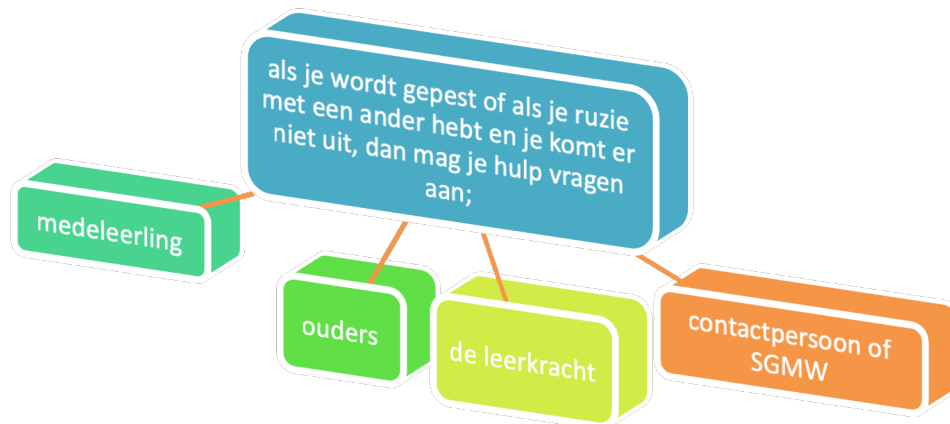 als je wordt gepest of als je ruzie
met een ander hebt en je komt er
niet uit, dan mag je hulp vragen
aan;
medeleerling
ouders
de leerkracht
contactpersoon of
SGMW